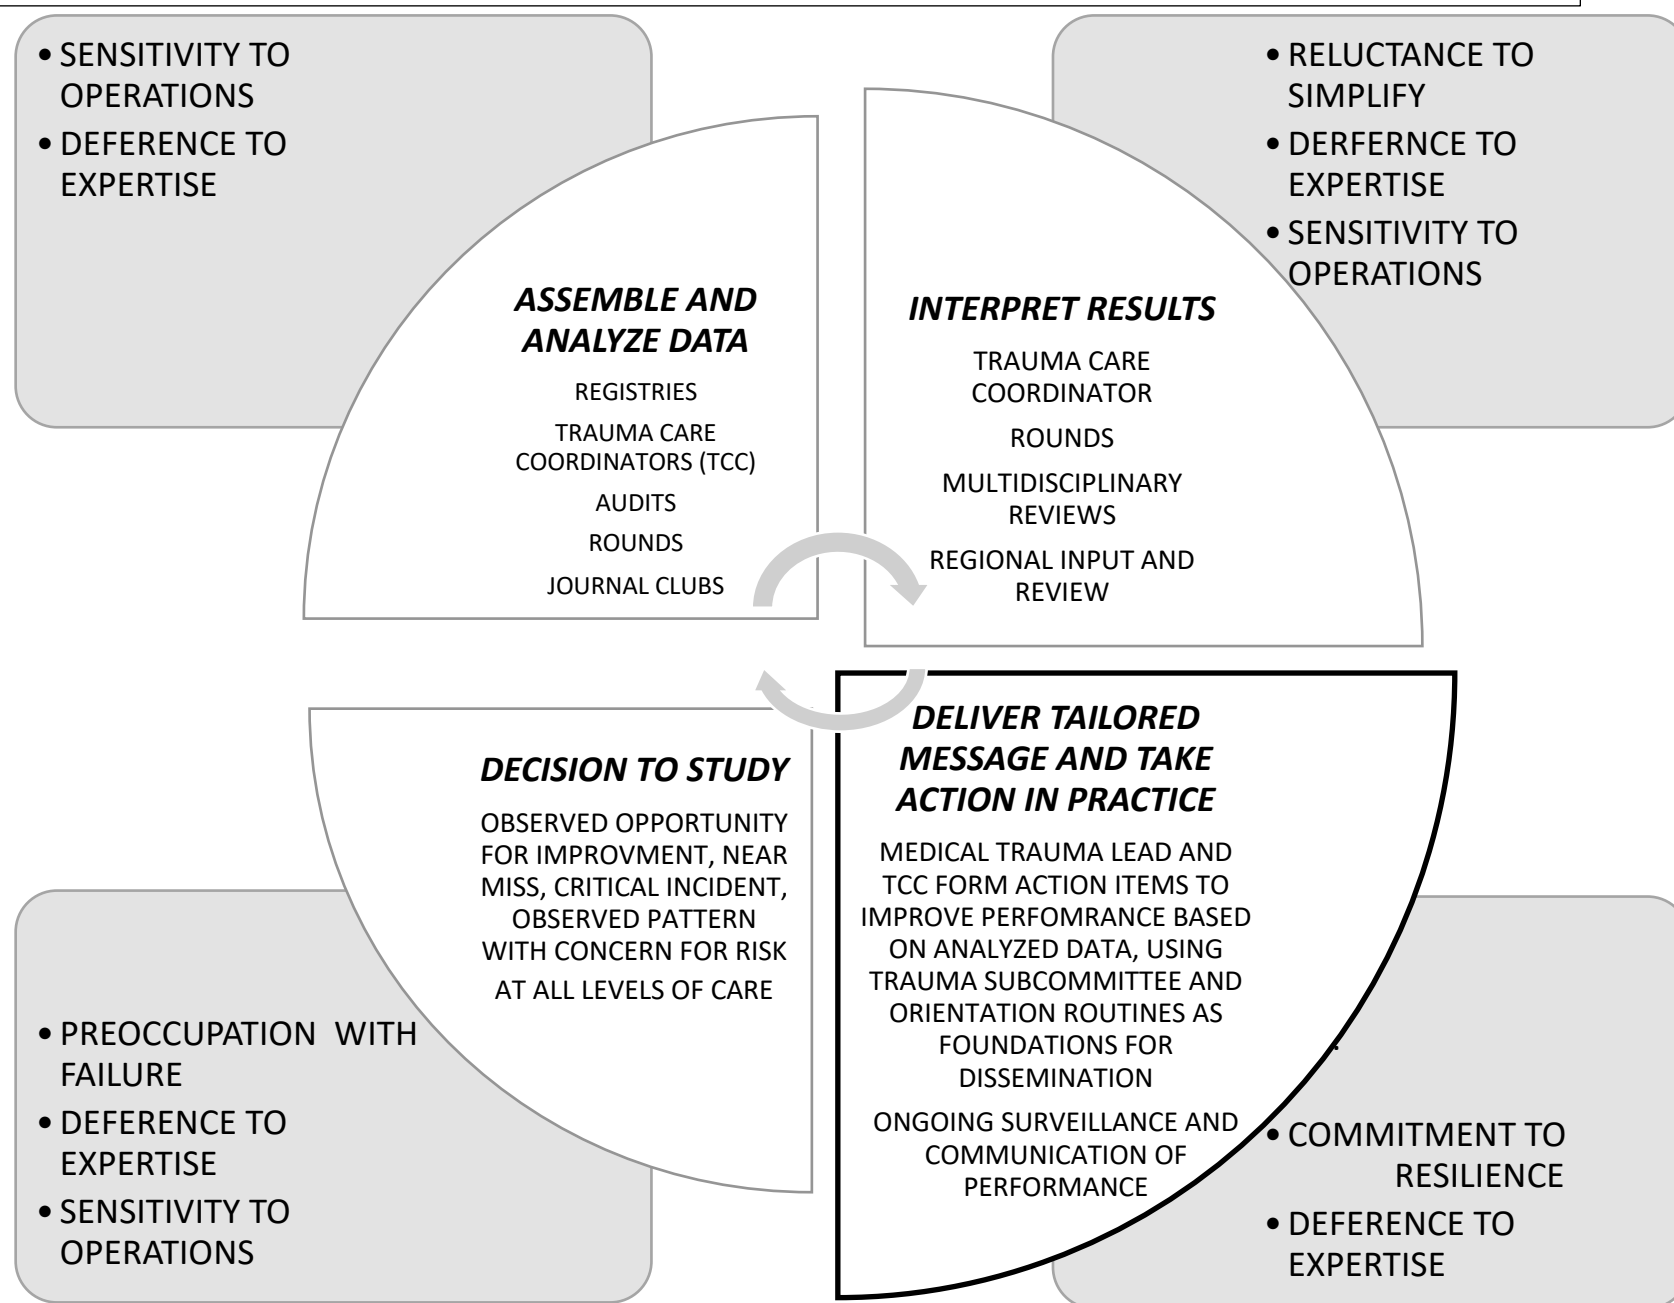 • SENSITIVITY TO
OPERATIONS
• DEFERENCE TO
EXPERTISE
• RELUCTANCE TO
SIMPLIFY
• DERFERNCE TO
EXPERTISE
• SENSITIVITY TO
OPERATIONS
ASSEMBLE AND
ANALYZE DATA
REGISTRIES
TRAUMA CARE
COORDINATORS (TCC)
AUDITS
ROUNDS
JOURNAL CLUBS
INTERPRET RESULTS
TRAUMA CARE
COORDINATOR
ROUNDS
MULTIDISCIPLINARY
REVIEWS
REGIONAL INPUT AND
REVIEW
DECISION TO STUDY
OBSERVED OPPORTUNITY
FOR IMPROVMENT, NEAR
MISS, CRITICAL INCIDENT,
OBSERVED PATTERN
WITH CONCERN FOR RISK
AT ALL LEVELS OF CARE
DELIVER TAILORED
MESSAGE AND TAKE
ACTION IN PRACTICE
MEDICAL TRAUMA LEAD AND
TCC FORM ACTION ITEMS TO
IMPROVE PERFOMRANCE BASED
ON ANALYZED DATA, USING
TRAUMA SUBCOMMITTEE AND
ORIENTATION ROUTINES AS
FOUNDATIONS FOR
DISSEMINATION
ONGOING SURVEILLANCE AND
COMMUNICATION OF
PERFORMANCE
• PREOCCUPATION  WITH
FAILURE
• DEFERENCE TO
EXPERTISE
• SENSITIVITY TO
OPERATIONS
• COMMITMENT TO
RESILIENCE
• DEFERENCE TO
EXPERTISE